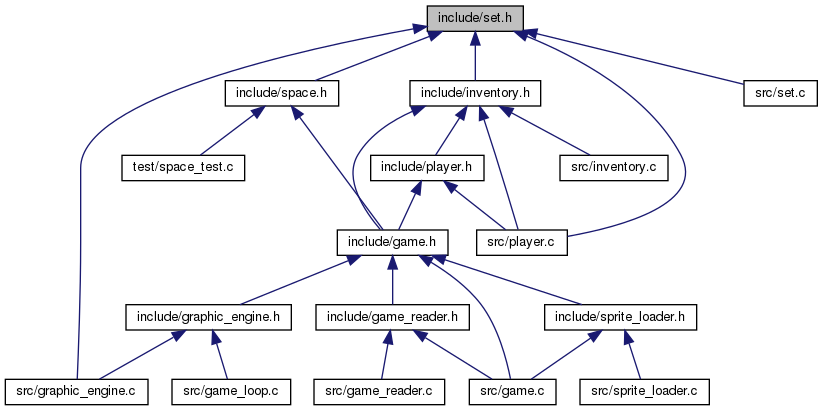 include/set.h
include/space.h
include/inventory.h
src/set.c
test/space_test.c
include/player.h
src/inventory.c
include/game.h
src/player.c
include/graphic_engine.h
include/game_reader.h
include/sprite_loader.h
src/graphic_engine.c
src/game_loop.c
src/game_reader.c
src/game.c
src/sprite_loader.c